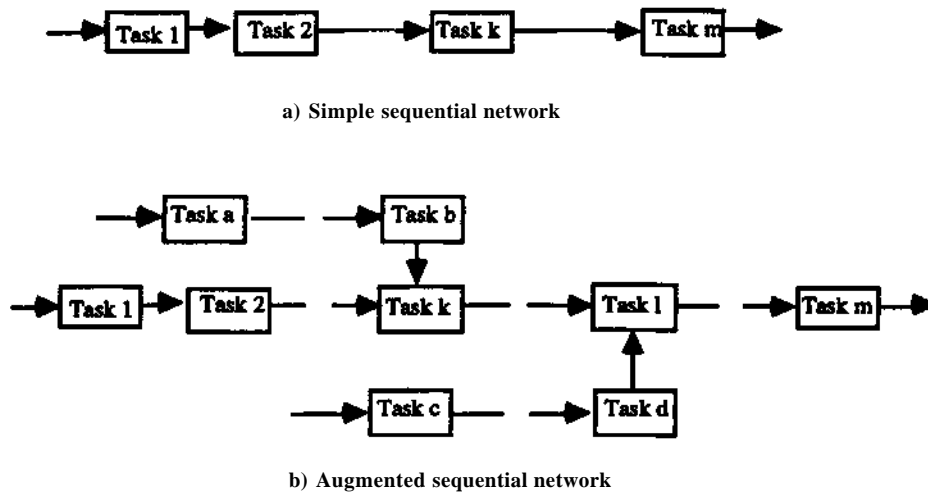 Task 1 Task 2 Task k Task m
a) Simple sequential network
Task a Task b
Task 1 Task 2 Task k Task l Task m
Task c Task d
b) Augmented sequential network